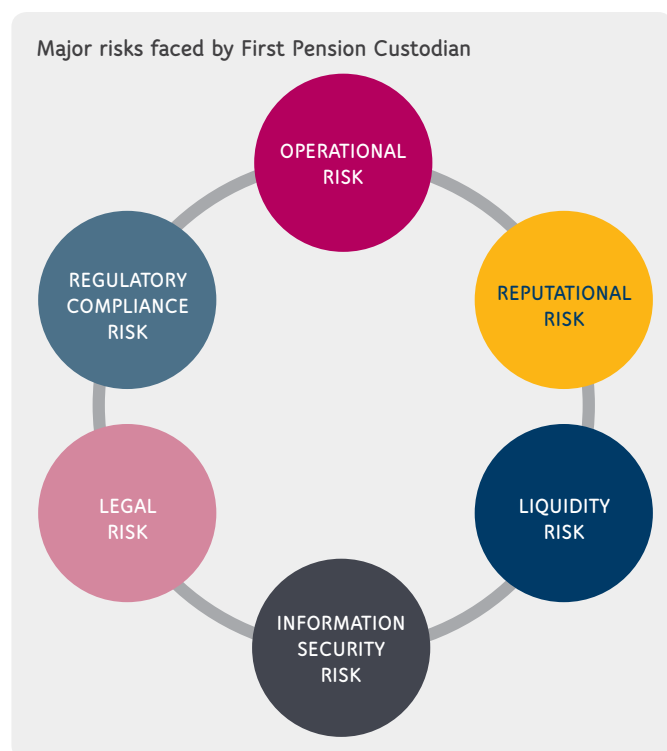 Major risks faced by First Pension Custodian
OPERATIONAL
RISK
REPUTATIONAL
RISK
LIQUIDITY
RISK
INFORMATION
SECURITY
RISK
LEGAL
RISK
REGULATORY
COMPLIANCE
RISK